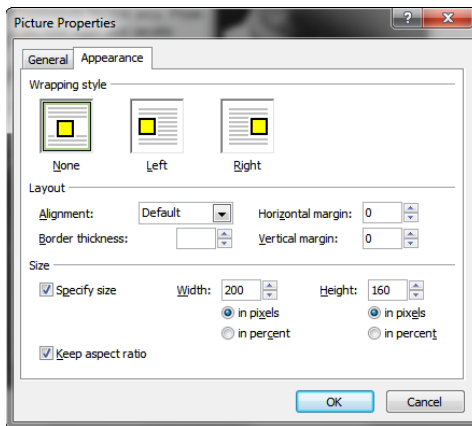 Picture Properties
General Appearance
Wrapping style
None Left Right
Layout
Alignment: Default Horizontal margin: 0
Border thickness: Vertical margin: 0
Size
Specify size Width: 200 Height: 160
in pixels in pixels
in percent in percent
Keep aspect ratio
OK Cancel